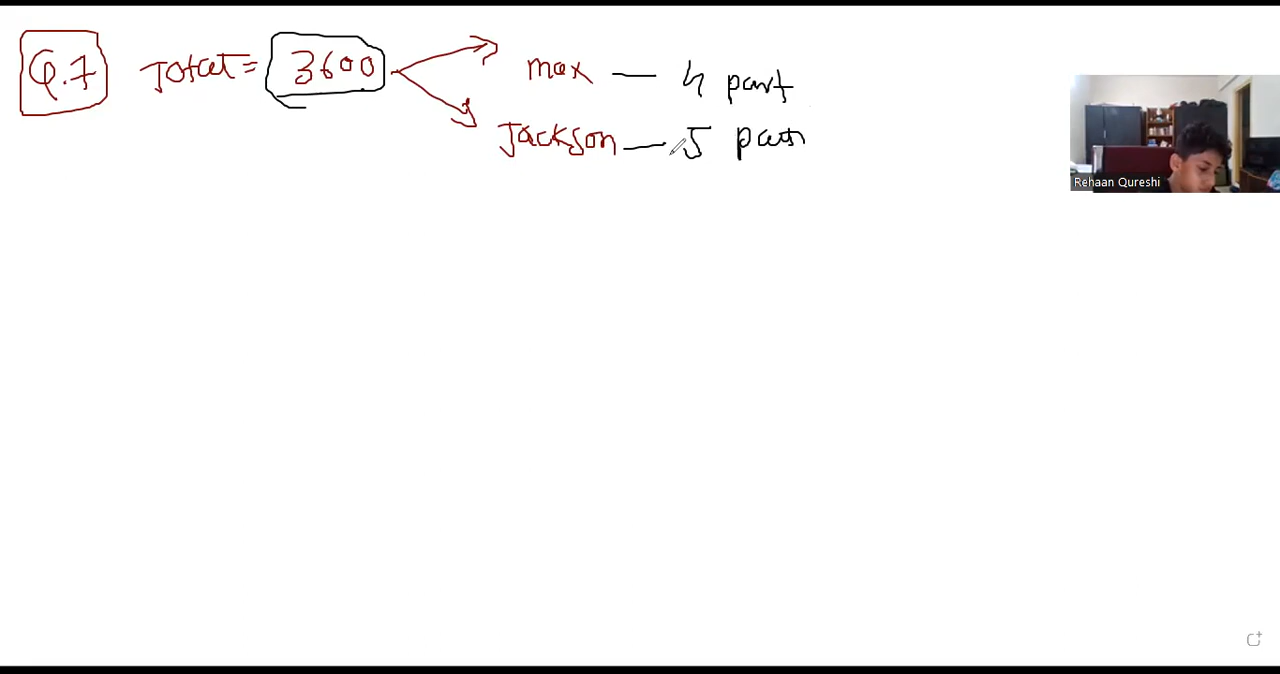 Q.7 Total = 3600 max — 4 part
Jackson — 5 part
Rehaan Qureshi